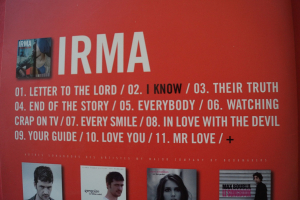 IRMA
01. LETTER TO THE LORD / 02. I KNOW / 03. THEIR TRUTH
04. END OF THE STORY / 05. EVERYBODY / 06. WATCHING
CRAP ON TV / 07. EVERY SMILE / 08. IN LOVE WITH THE DEVIL
09. YOUR GUIDE / 10. LOVE YOU / 11. MR LOVE / +